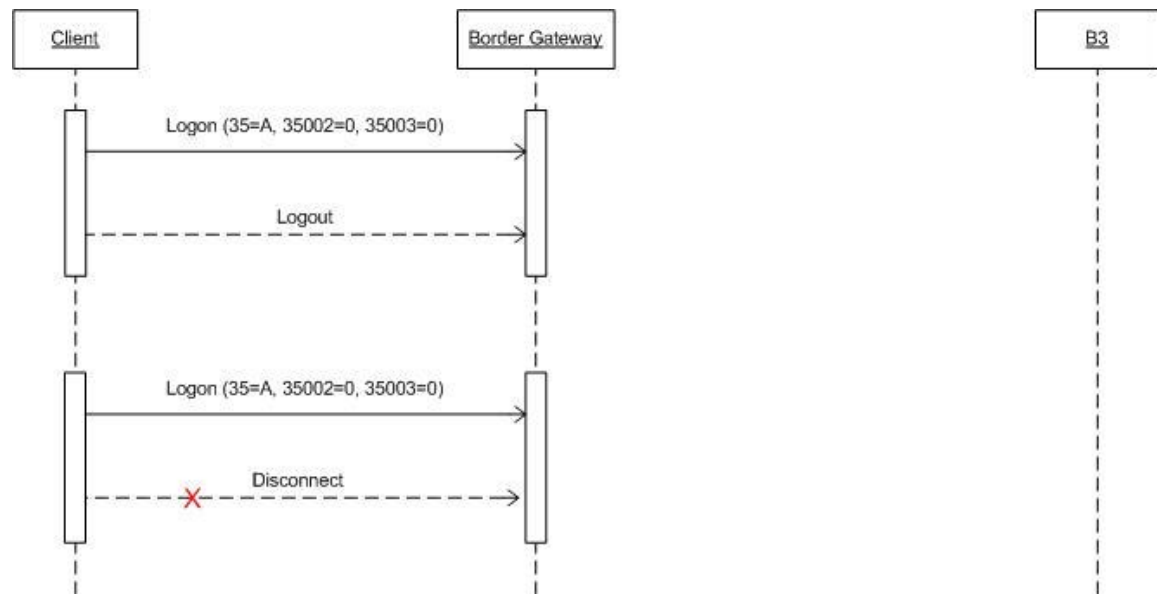 Client
Border Gateway
B3
Logon (35=A, 35002=0, 35003=0)
Logout
Logon (35=A, 35002=0, 35003=0)
Disconnect